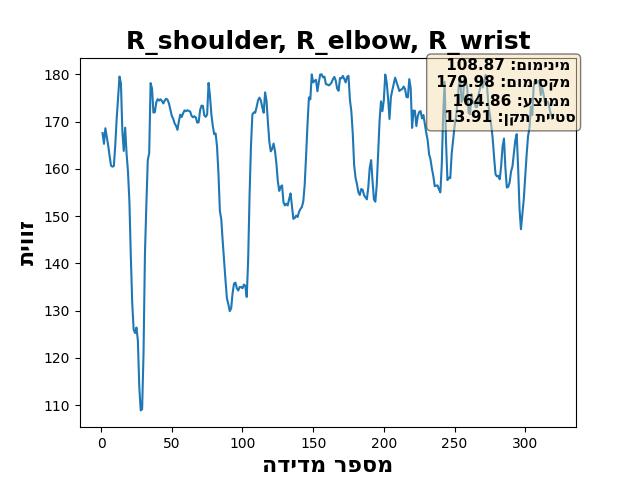 R_shoulder, R_elbow, R_wrist
מינימום: 108.87
מקסימום: 179.98
ממוצע: 164.86
סטיית תקן: 13.91
180
170
160
150
140
130
120
110
זווית
0 50 100 150 200 250 300
מספר מדידה